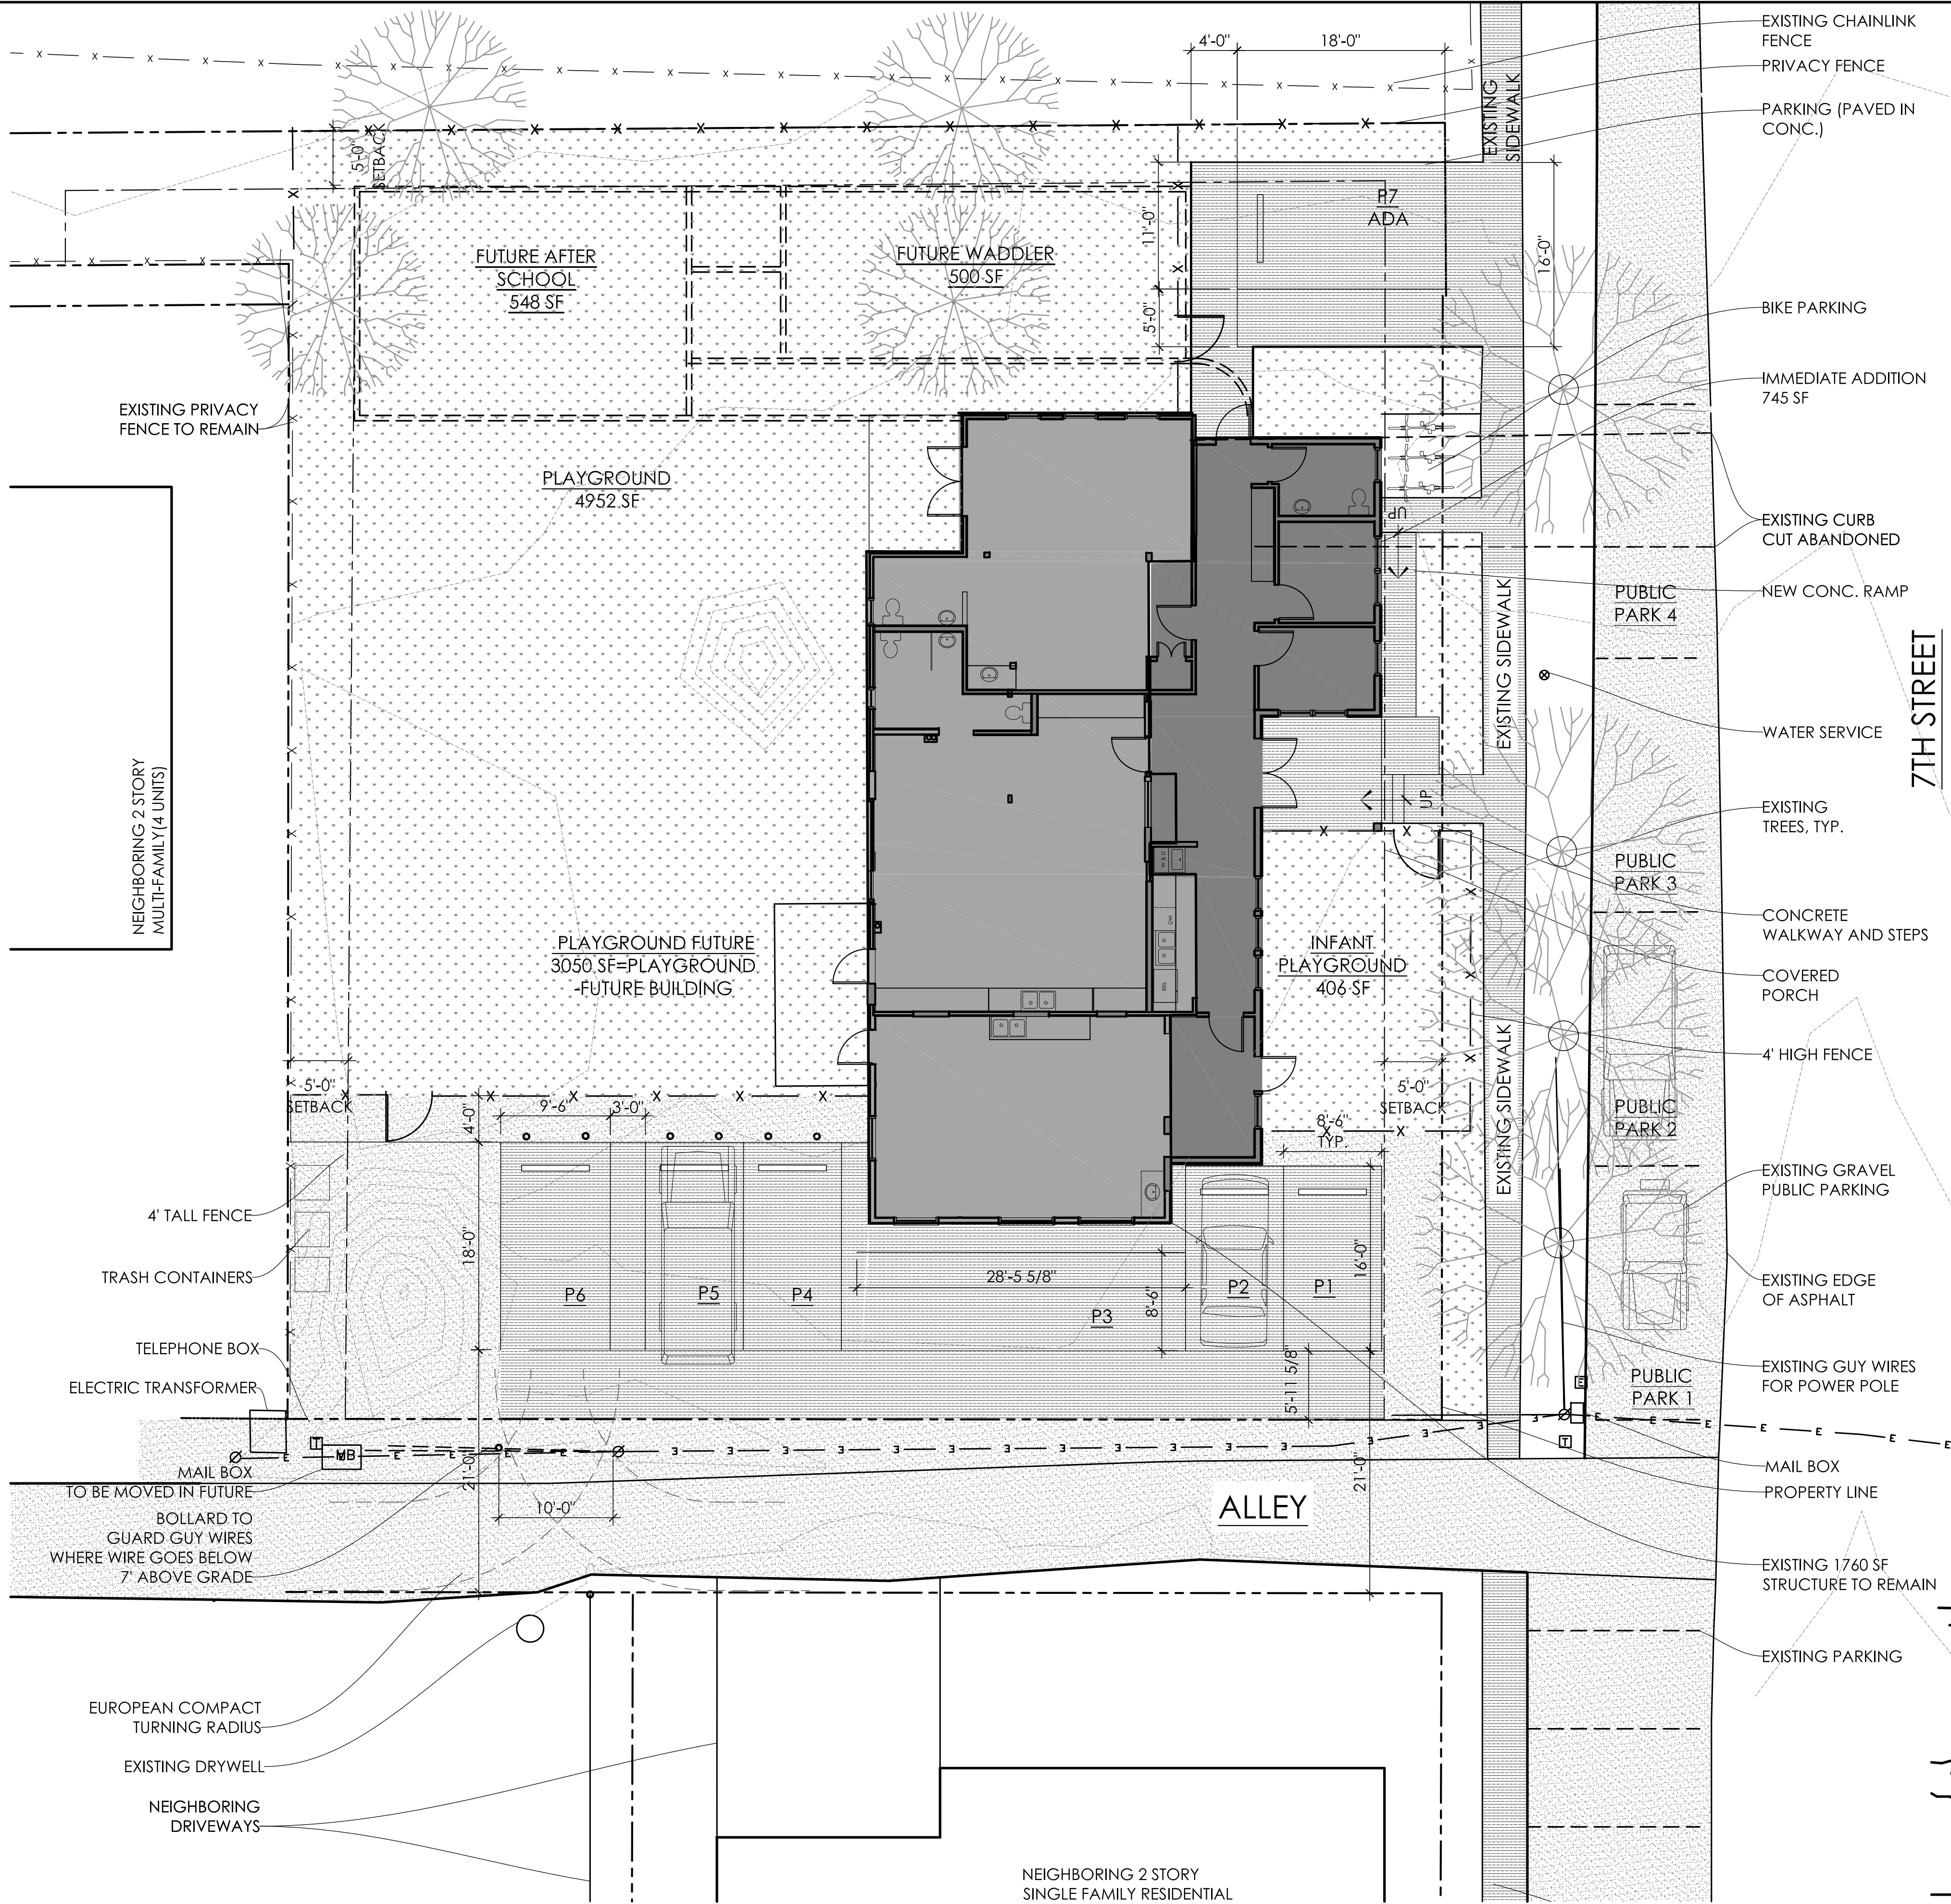 4'-0"
18'-0"
EXISTING
SIDEWALK
5'-0"
SETBACK
11'-0"
5'-0"
16'-0"
P7
ADA
FUTURE AFTER
SCHOOL
548 SF
FUTURE WADDLER
500 SF
EXISTING PRIVACY
FENCE TO REMAIN
PLAYGROUND
4952 SF
UP
EXISTING SIDEWALK
PUBLIC
PARK 4
7TH STREET
NEIGHBORING 2 STORY
MULTI-FAMILY(4 UNITS)
UP
W & D
DW
PUBLIC
PARK 3
PLAYGROUND FUTURE
3050 SF=PLAYGROUND
-FUTURE BUILDING
INFANT
PLAYGROUND
406 SF
EXISTING SIDEWALK
5'-0"
SETBACK
4'-0"
9'-6"
3'-0"
8'-6"
TYP.
5'-0"
SETBACK
PUBLIC
PARK 2
4' TALL FENCE
TRASH CONTAINERS
18'-0"
P6
P5
P4
28'-5 5/8"
P3
8'-6"
P2
P1
16'-0"
5'-11 5/8"
TELEPHONE BOX
ELECTRIC TRANSFORMER
PUBLIC
PARK 1
E
T
T
MB
MAIL BOX
TO BE MOVED IN FUTURE
BOLLARD TO
GUARD GUY WIRES
WHERE WIRE GOES BELOW
7' ABOVE GRADE
21'-0"
10'-0"
ALLEY
21'-0"
EUROPEAN COMPACT
TURNING RADIUS
EXISTING DRYWELL
NEIGHBORING
DRIVEWAYS
NEIGHBORING 2 STORY
SINGLE FAMILY RESIDENTIAL
EXISTING CHAINLINK
FENCE
PRIVACY FENCE
PARKING (PAVED IN
CONC.)
BIKE PARKING
IMMEDIATE ADDITION
745 SF
EXISTING CURB
CUT ABANDONED
NEW CONC. RAMP
WATER SERVICE
EXISTING
TREES, TYP.
CONCRETE
WALKWAY AND STEPS
COVERED
PORCH
4' HIGH FENCE
EXISTING GRAVEL
PUBLIC PARKING
EXISTING EDGE
OF ASPHALT
EXISTING GUY WIRES
FOR POWER POLE
MAIL BOX
PROPERTY LINE
EXISTING 1760 SF
STRUCTURE TO REMAIN
EXISTING PARKING